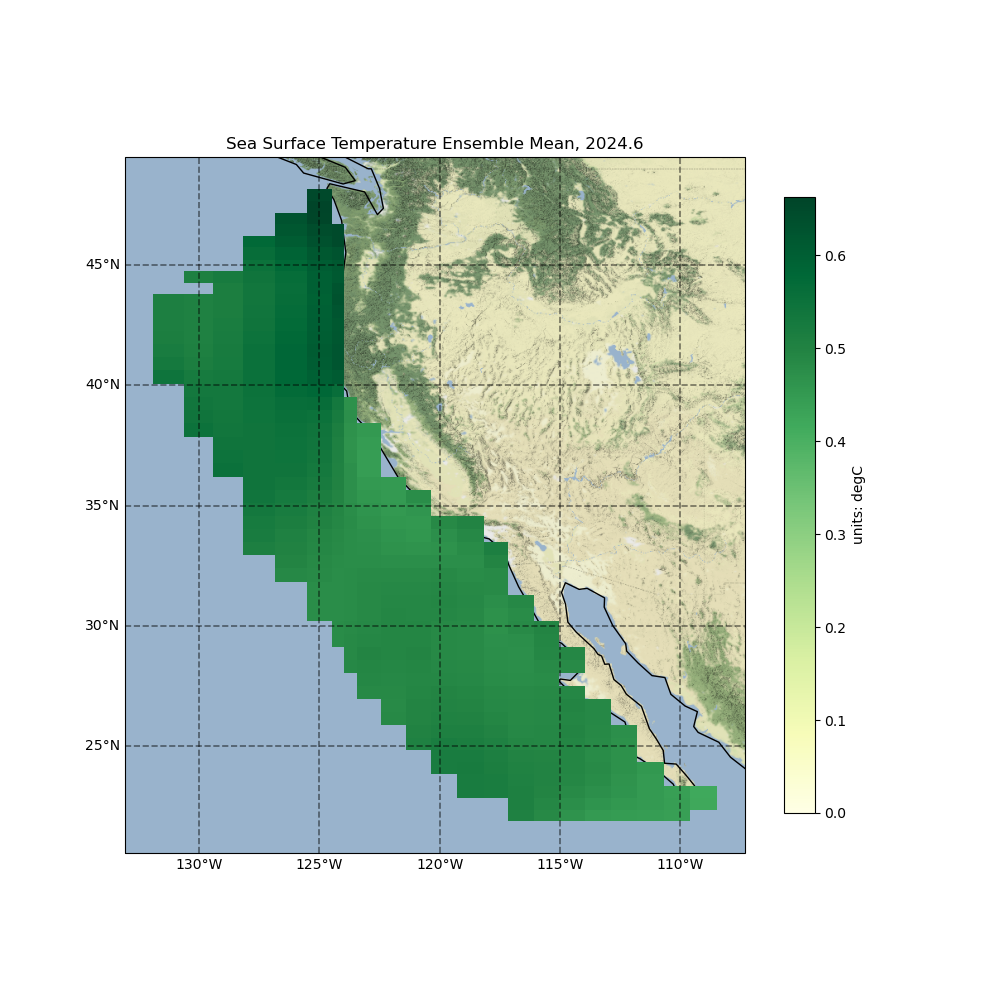 Sea Surface Temperature Ensemble Mean, 2024.6
45°N
40°N
35°N
30°N
25°N
130°W
125°W
120°W
115°W
110°W
0.6
0.5
0.4
0.3
0.2
0.1
0.0
units: degC